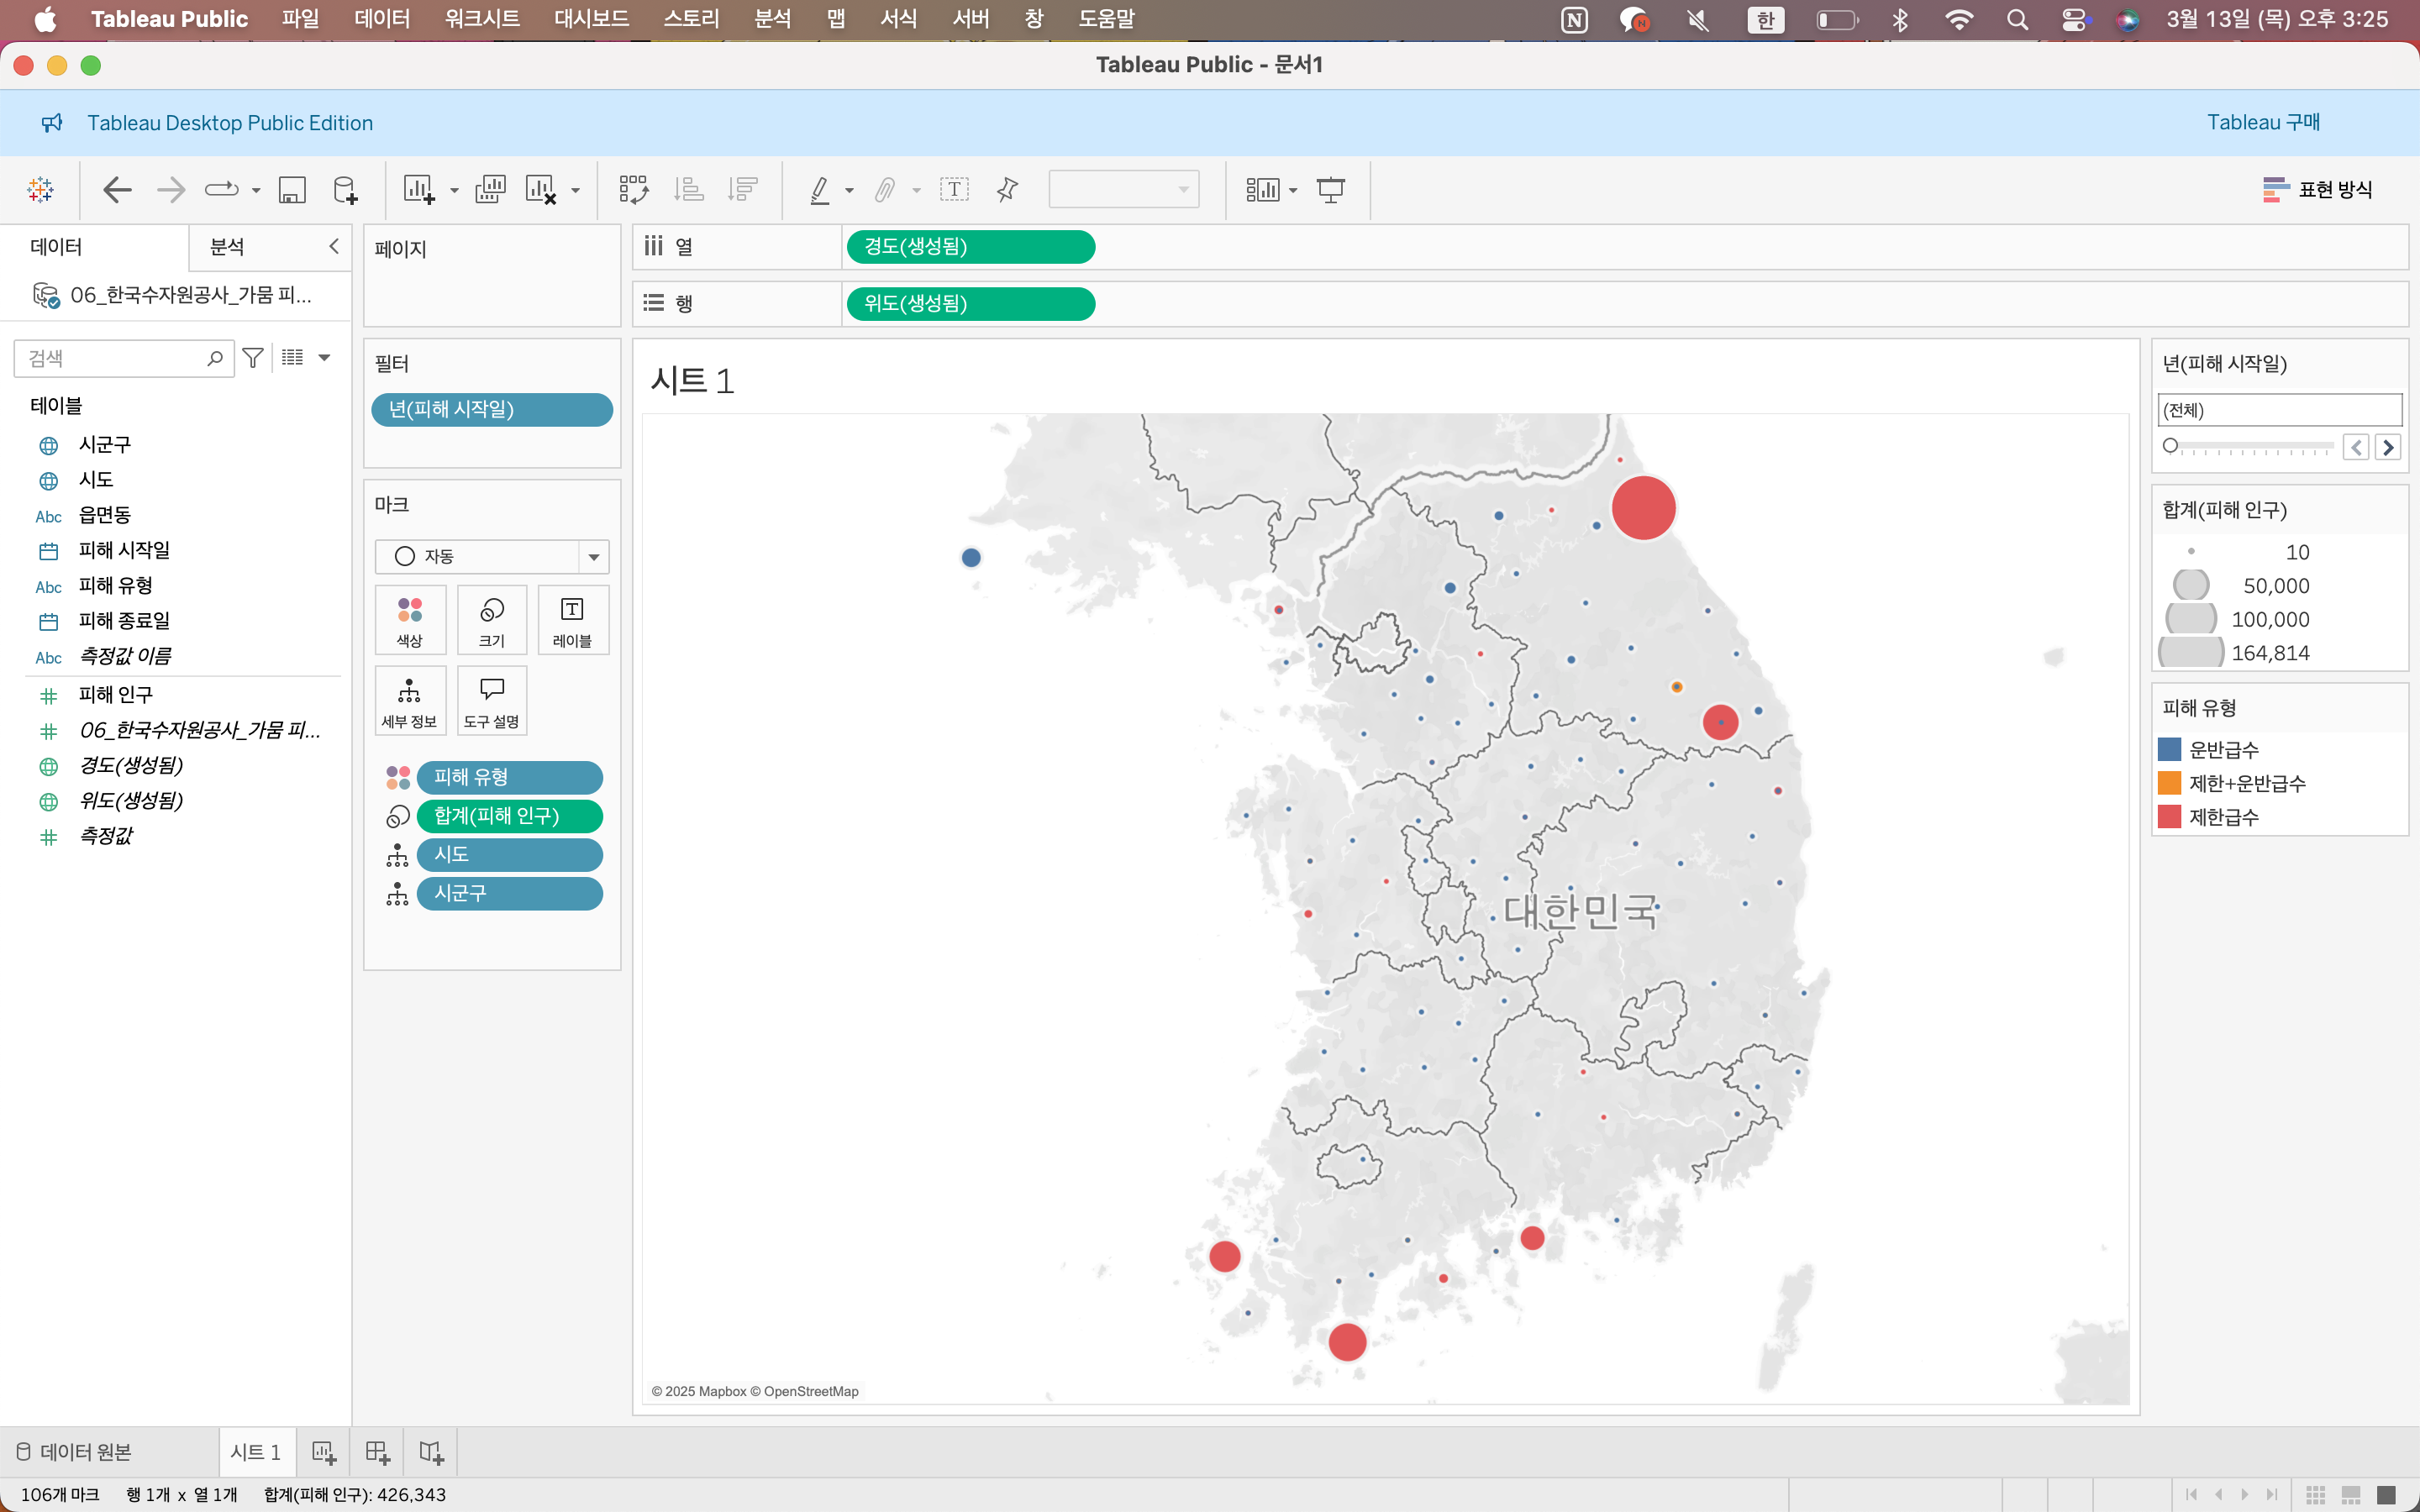 Tableau Public 파일 데이터 워크시트 대시보드 스토리 분석 맵 서식 서버 창 도움말 한 3월 13일 (목) 오후 3:25
Tableau Public - 문서1
Tableau Desktop Public Edition Tableau 구매
표현 방식
데이터 분석
06_한국수자원공사_가뭄 피...
검색
테이블
시군구
시도
Abc 읍면동
피해 시작일
Abc 피해 유형
피해 종료일
Abc 측정값 이름
피해 인구
06_한국수자원공사_가뭄 피...
경도(생성됨)
위도(생성됨)
측정값
페이지
필터
년(피해 시작일)
마크
자동
색상 크기 레이블
세부 정보 도구 설명
피해 유형
합계(피해 인구)
시도
시군구
열 경도(생성됨)
행 위도(생성됨)
시트 1
대한민국
© 2025 Mapbox © OpenStreetMap
년(피해 시작일)
(전체)
합계(피해 인구)
10
50,000
100,000
164,814
피해 유형
운반급수
제한+운반급수
제한급수
데이터 원본 시트 1
106개 마크 행 1개 x 열 1개 합계(피해 인구): 426,343